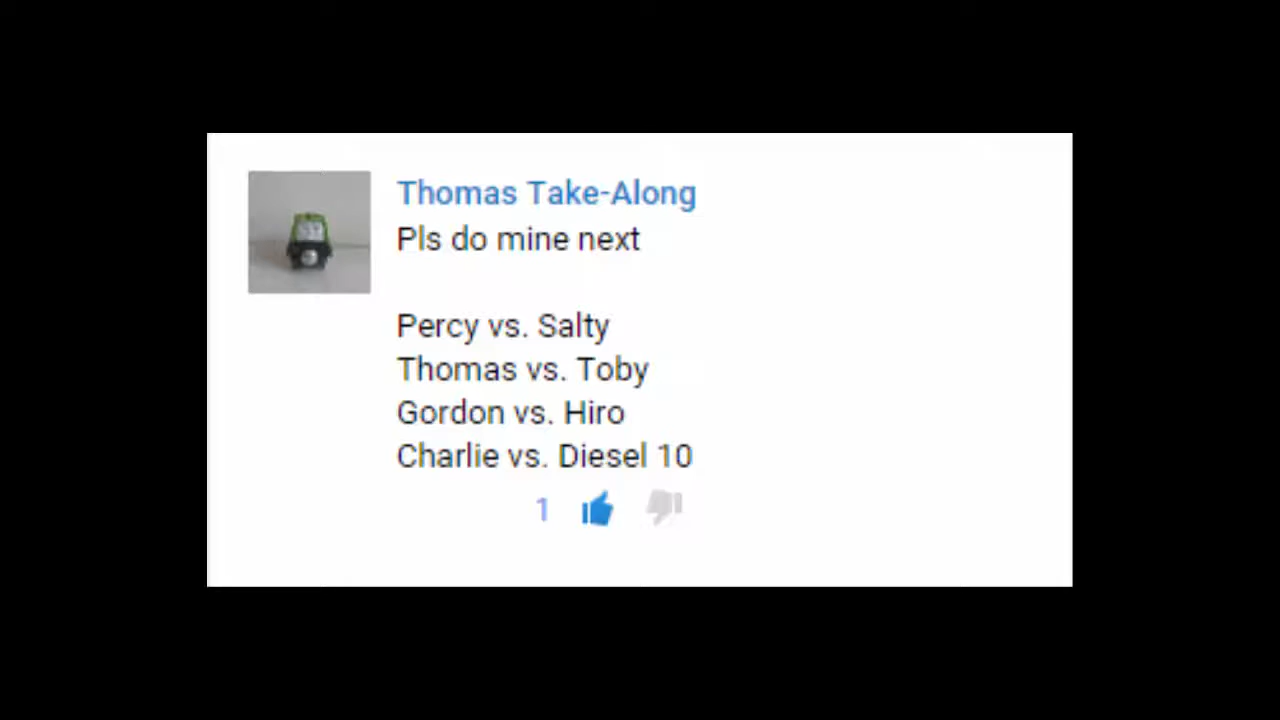 Thomas Take-Along
Pls do mine next
Percy vs. Salty
Thomas vs. Toby
Gordon vs. Hiro
Charlie vs. Diesel 10
1